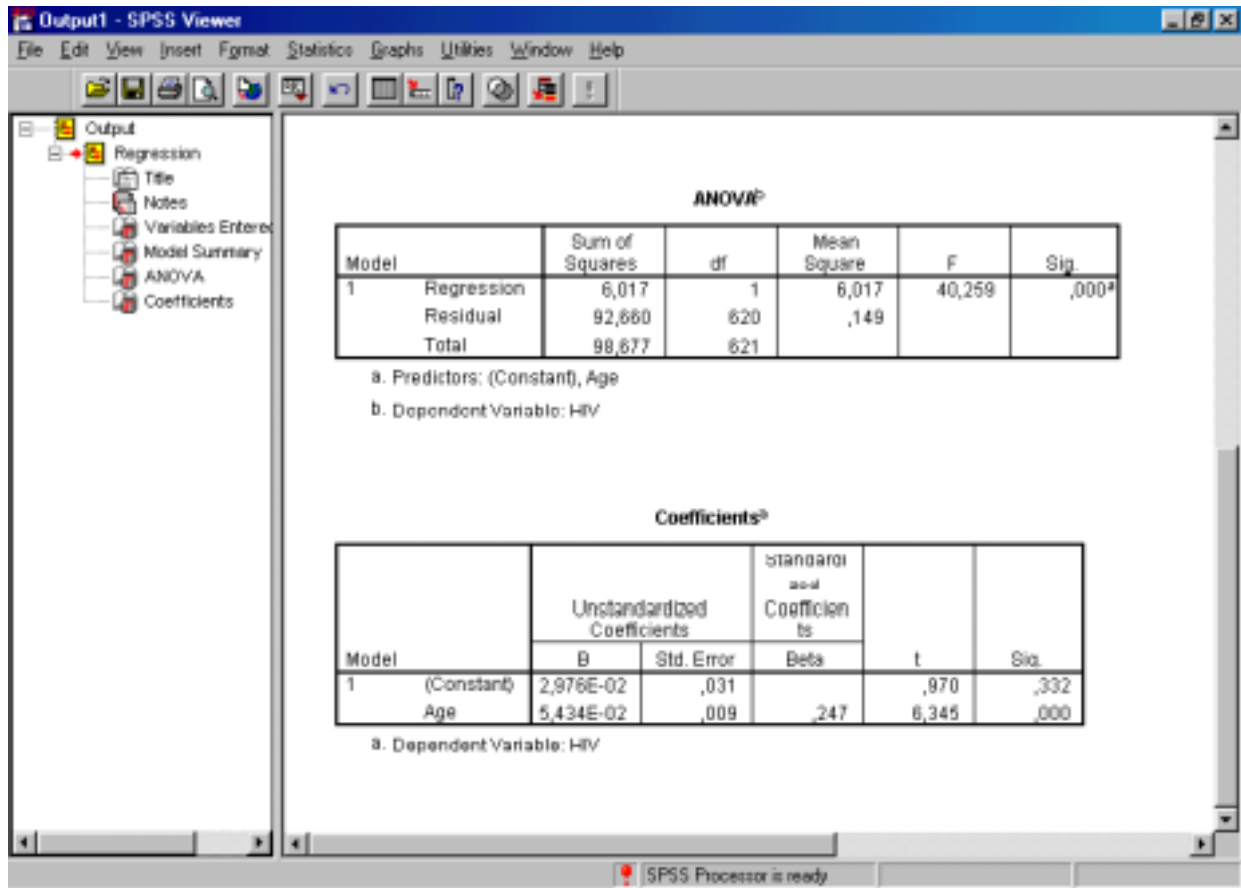 Output1 - SPSS Viewer
File Edit View Insert Format Statistics Graphs Utilities Window Help
Output
Regression
Title
Notes
Variables Entered
Model Summary
ANOVA
Coefficients
ANOVAb
Model Sum of Squares df Mean Square F Sig.
1 Regression 6,017 1 6,017 40,259 ,000a
Residual 92,660 620 ,149
Total 98,677 621
a. Predictors: (Constant), Age
b. Dependent Variable: HIV
Coefficientsa
Unstandardized Coefficients Standardized Coefficients
Model B Std. Error Beta t Sig.
1 (Constant) 2,976E-02 ,031 ,970 ,332
Age 5,434E-02 ,009 ,247 6,345 ,000
a. Dependent Variable: HIV
SPSS Processor is ready